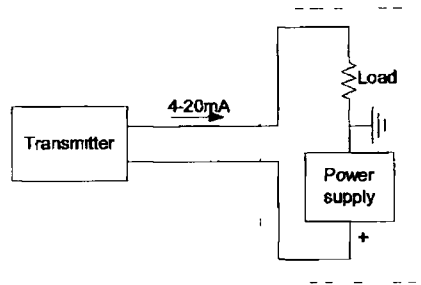 4-20mA
Load
Transmitter
Power
supply
+